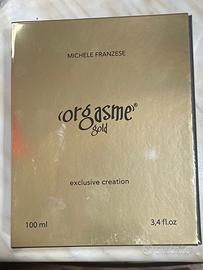 MICHELE FRANZESE
orgasme
gold
exclusive creation
100 ml 3,4 fl.oz